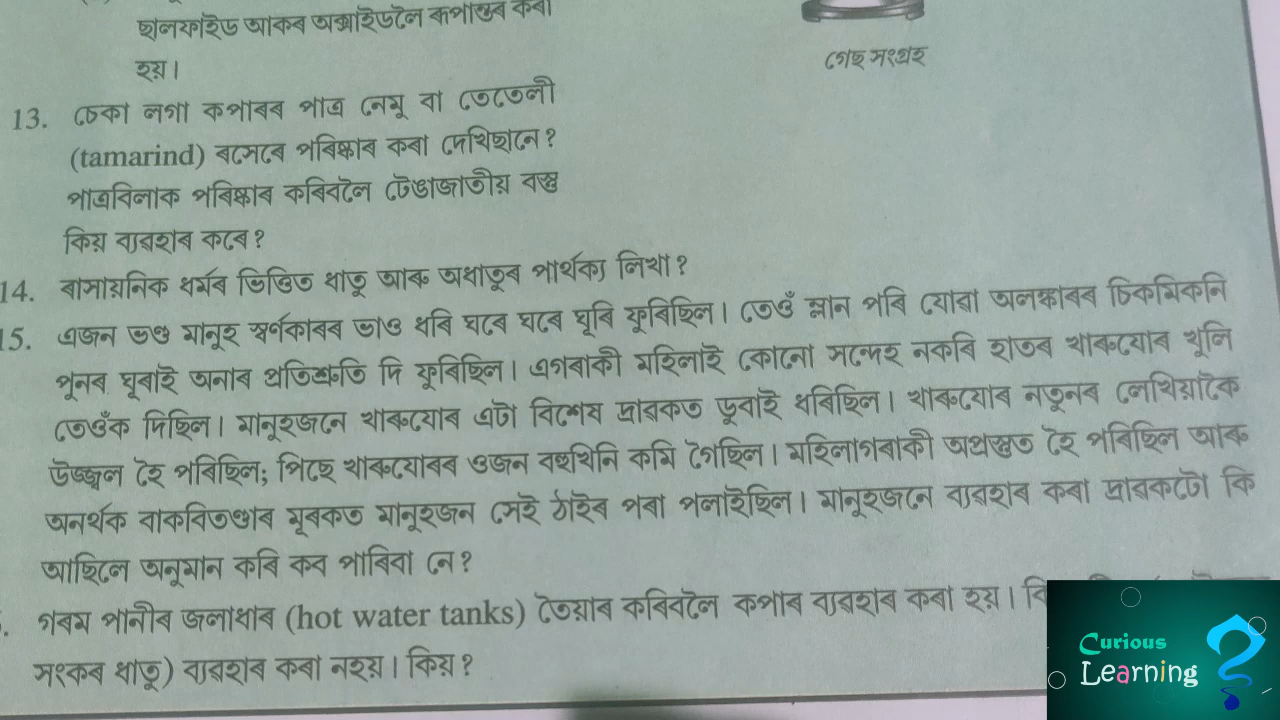 ছালফাইড আকৰ অক্সাইডলৈ ৰূপান্তৰ কৰা
হয়।
গেছ সংগ্ৰহ
13. চেকা লগা কপাৰৰ পাত্ৰ নেমু বা তেতেলী
(tamarind) ৰসেৰে পৰিষ্কাৰ কৰা দেখিছানে?
পাত্ৰবিলাক পৰিষ্কাৰ কৰিবলৈ টেঙাজাতীয় বস্তু
কিয় ব্যৱহাৰ কৰে?
14. ৰাসায়নিক ধৰ্মৰ ভিত্তিত ধাতু আৰু অধাতুৰ পাৰ্থক্য লিখা?
15. এজন ভণ্ড মানুহ স্বৰ্ণকাৰৰ ভাও ধৰি ঘৰে ঘৰে ঘূৰি ফুৰিছিল। তেওঁ ম্লান পৰি যোৱা অলঙ্কাৰৰ চিকমিকনি
পুনৰ ঘূৰাই অনাৰ প্ৰতিশ্ৰুতি দি ফুৰিছিল। এগৰাকী মহিলাই কোনো সন্দেহ নকৰি হাতৰ খাৰুযোৰ খুলি
তেওঁক দিছিল। মানুহজনে খাৰুযোৰ এটা বিশেষ দ্ৰাৱকত ডুবাই ধৰিছিল। খাৰুযোৰ নতুনৰ লেখিয়াকৈ
উজ্জ্বল হৈ পৰিছিল; পিছে খাৰুযোৰৰ ওজন বহুখিনি কমি গৈছিল। মহিলাগৰাকী অপ্ৰস্তুত হৈ পৰিছিল আৰু
অনৰ্থক বাকবিতণ্ডাৰ মূৰকত মানুহজন সেই ঠাইৰ পৰা পলাইছিল। মানুহজনে ব্যৱহাৰ কৰা দ্ৰাৱকটো কি
আছিলে অনুমান কৰি কব পাৰিবা নে?
গৰম পানীৰ জলাধাৰ (hot water tanks) তৈয়াৰ কৰিবলৈ কপাৰ ব্যৱহাৰ কৰা হয়।
সংকৰ ধাতু) ব্যৱহাৰ কৰা নহয়। কিয়?
Curious
Learning